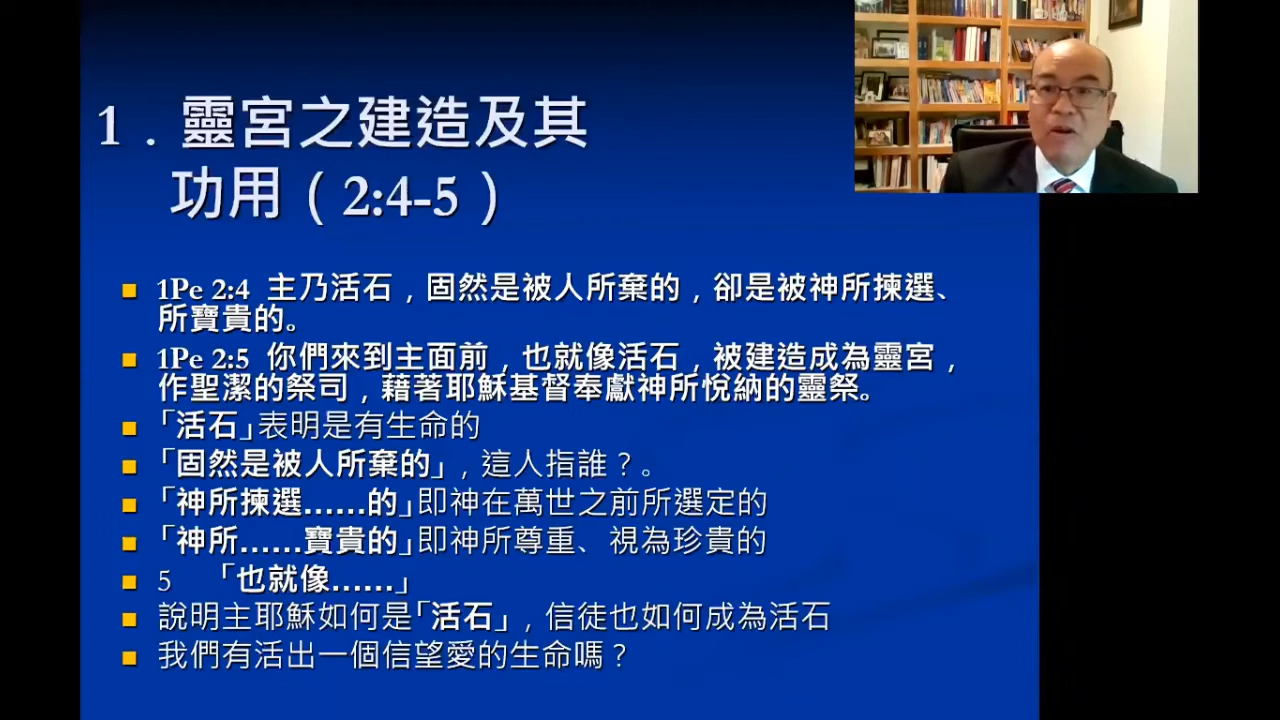 1．靈宮之建造及其
功用（2:4-5）
1Pe 2:4 主乃活石，固然是被人所棄的，卻是被神所揀選、
所寶貴的。
1Pe 2:5 你們來到主面前，也就像活石，被建造成為靈宮，
作聖潔的祭司，藉著耶穌基督奉獻神所悅納的靈祭。
「活石」表明是有生命的
「固然是被人所棄的」，這人指誰？。
「神所揀選……的」即神在萬世之前所選定的
「神所……寶貴的」即神所尊重、視為珍貴的
5 「也就像……」
說明主耶穌如何是「活石」，信徒也如何成為活石
我們有活出一個信望愛的生命嗎？